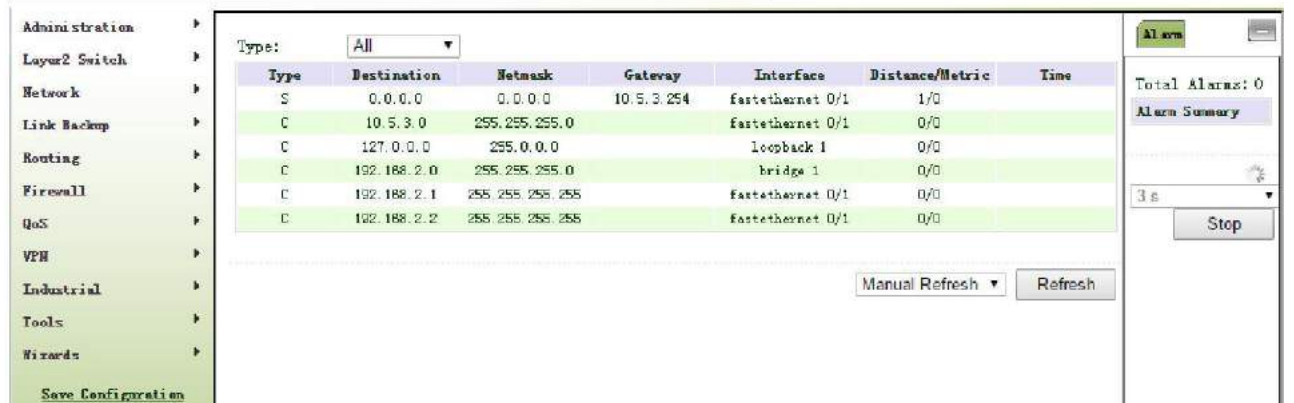 Administration
Layer2 Switch
Network
Link Backup
Routing
Firewall
QoS
VPN
Industrial
Tools
Wizards
Save Configuration
Type: All
Type Destination Netmask Gateway Interface Distance/Metric Time
S 0.0.0.0 0.0.0.0 10.5.3.254 fastethernet 0/1 1/0
C 10.5.3.0 255.255.255.0 fastethernet 0/1 0/0
C 127.0.0.0 255.0.0.0 loopback 1 0/0
C 192.168.2.0 255.255.255.0 bridge 1 0/0
C 192.168.2.1 255.255.255.255 fastethernet 0/1 0/0
C 192.168.2.2 255.255.255.255 fastethernet 0/1 0/0
Manual Refresh Refresh
Alarm
Total Alarms: 0
Alarm Summary
3 s
Stop